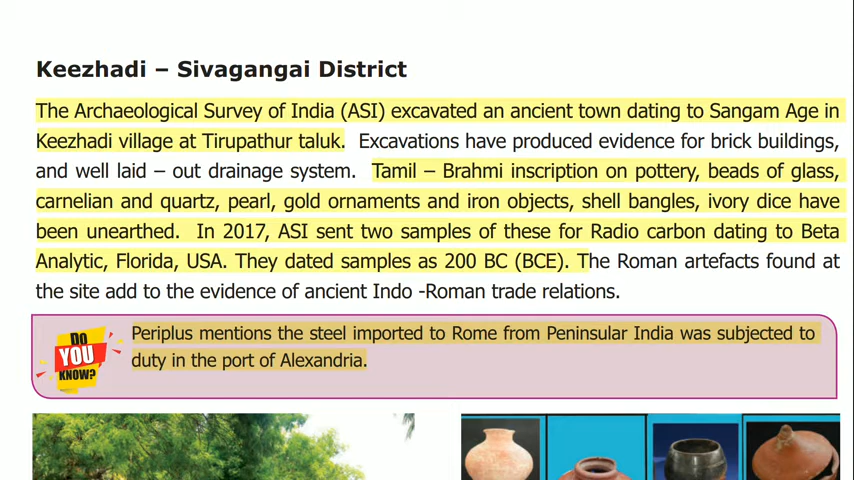 Keezhadi – Sivagangai District
The Archaeological Survey of India (ASI) excavated an ancient town dating to Sangam Age in
Keezhadi village at Tirupathur taluk. Excavations have produced evidence for brick buildings,
and well laid – out drainage system. Tamil – Brahmi inscription on pottery, beads of glass,
carnelian and quartz, pearl, gold ornaments and iron objects, shell bangles, ivory dice have
been unearthed. In 2017, ASI sent two samples of these for Radio carbon dating to Beta
Analytic, Florida, USA. They dated samples as 200 BC (BCE). The Roman artefacts found at
the site add to the evidence of ancient Indo -Roman trade relations.
DO
YOU
KNOW?
Periplus mentions the steel imported to Rome from Peninsular India was subjected to
duty in the port of Alexandria.